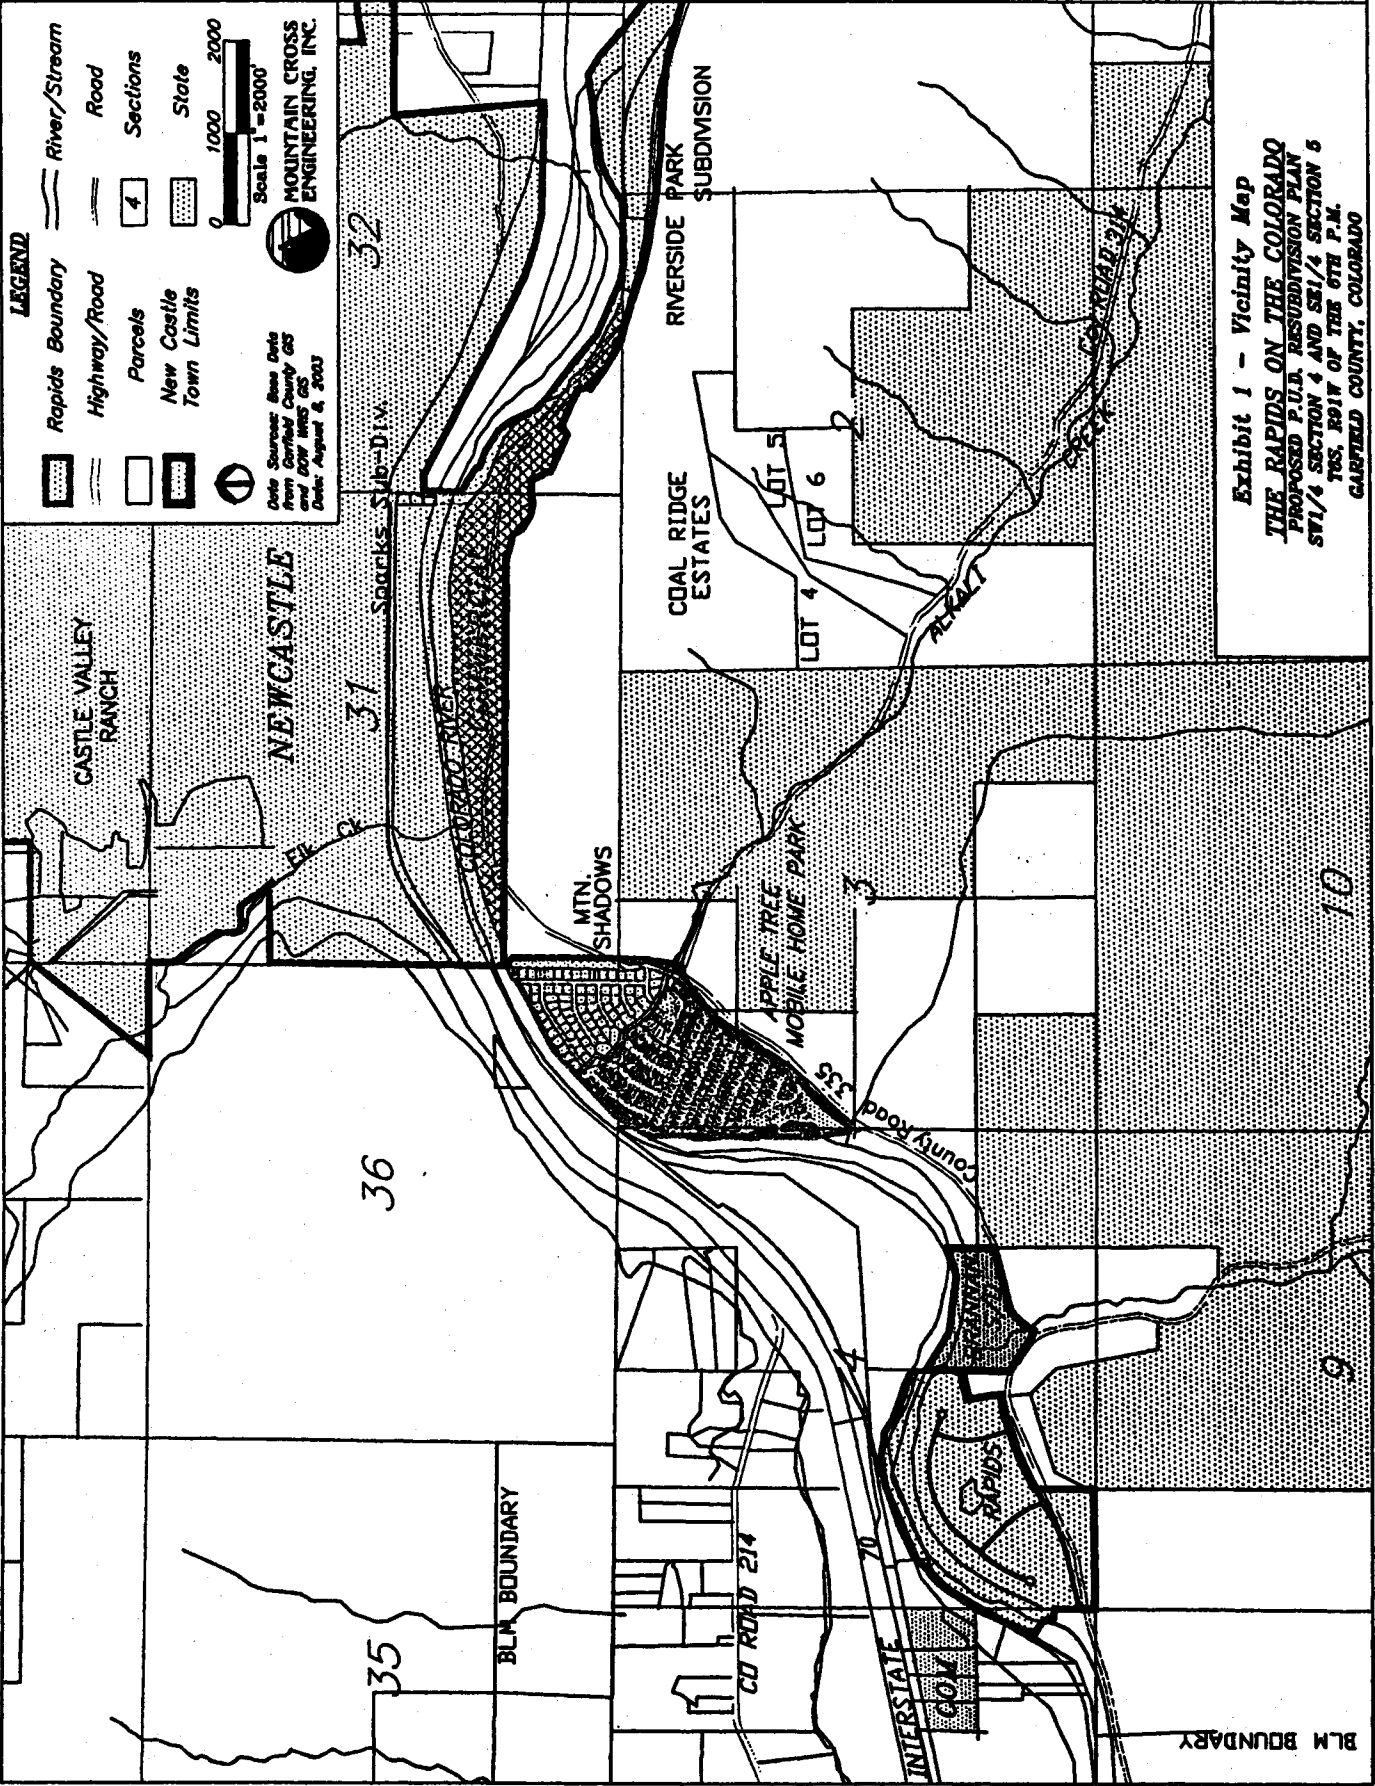 LEGEND
Rapids Boundary
River/Stream
Highway/Road
Road
Parcels
4
Sections
New Castle
Town Limits
State
0 1000 2000
Scale 1"=2000'
Data Sources: Base Data
from Garfield County GIS
and DOW WRIS GIS
Date: August 8, 2003
MOUNTAIN CROSS
ENGINEERING, INC.
CASTLE VALLEY
RANCH
NEWCASTLE
Elk Ck
31
Sparks Sub-Div.
32
COLORADO RIVER
36
35
BLM BOUNDARY
MTN.
SHADOWS
RIVERSIDE PARK
SUBDIVISION
COAL RIDGE
ESTATES
LOT 4
LOT 5
LOT 6
2
CREEK
ALKALI
APPLE TREE
MOBILE HOME PARK
3
335
County Road
4
CO ROAD 214
INTERSTATE
70
COM
RAPIDS
10
9
BLM BOUNDARY
Exhibit 1 - Vicinity Map
THE RAPIDS ON THE COLORADO
PROPOSED P.U.D. RESUBDIVISION PLAN
SW1/4 SECTION 4 AND SE1/4 SECTION 5
T6S, R91W OF THE 6TH P.M.
GARFIELD COUNTY, COLORADO